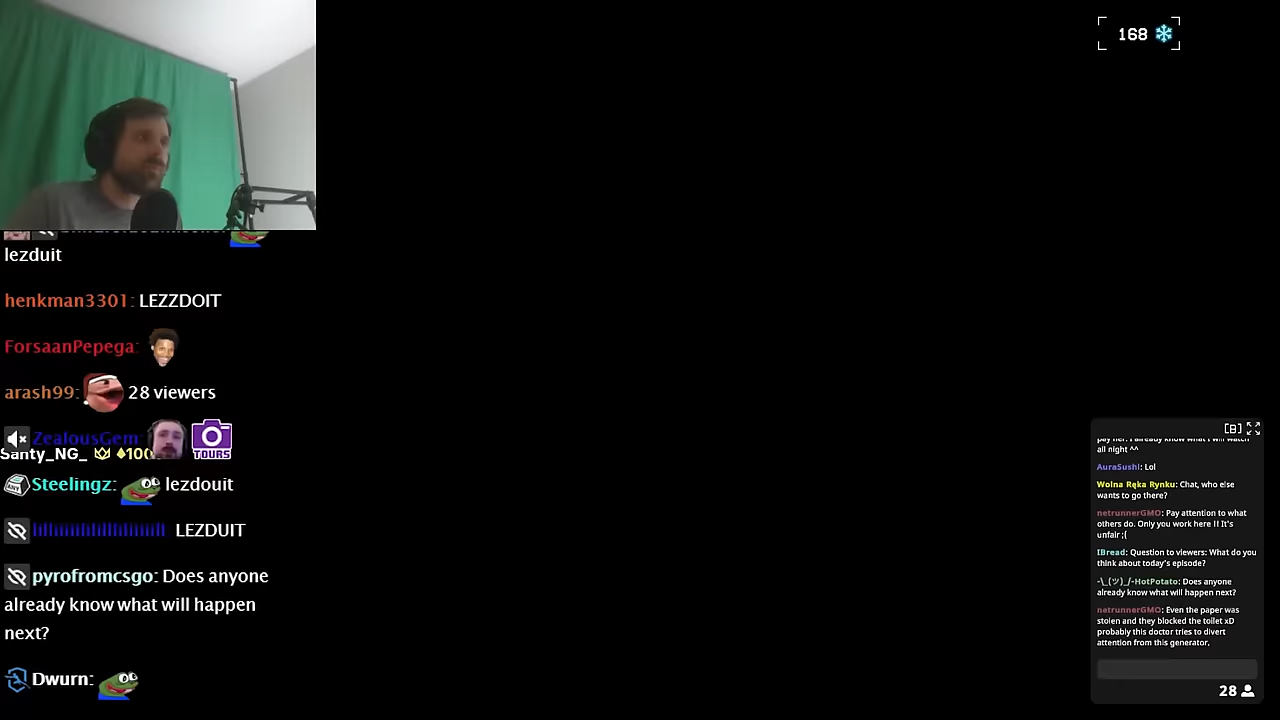 168
lezduit
henkman3301: LEZZDOIT
ForsaanPepega:
arash99: 28 viewers
ZealousGem:
TOURS
Santy_NG_ 100
Steelingz: lezdouit
LEZDUIT
pyrofromcsgo: Does anyone
already know what will happen
next?
Dwurn:
[B]
pay her. I already know what I will watch
all night ^^
AuraSushi: Lol
Wolna Ręka Rynku: Chat, who else
wants to go there?
netrunnerGMO: Pay attention to what
others do. Only you work here !! It's
unfair ;(
IBread: Question to viewers: What do you
think about today's episode?
-\_(ツ)_/-HotPotato: Does anyone
already know what will happen next?
netrunnerGMO: Even the paper was
stolen and they blocked the toilet xD
probably this doctor tries to divert
attention from this generator.
28